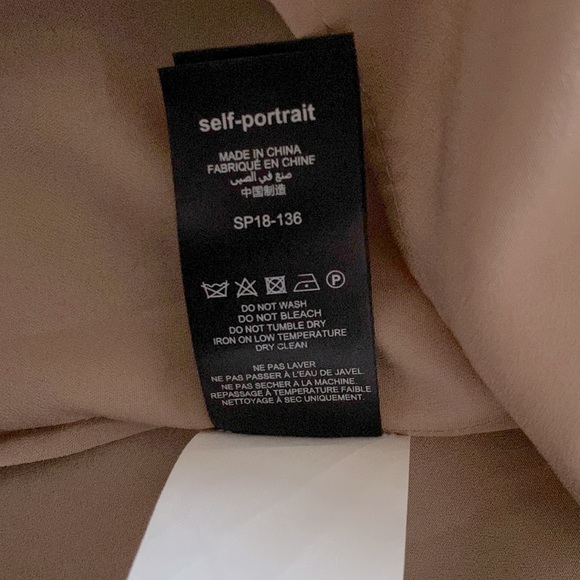 self-portrait
MADE IN CHINA
FABRIQUÉ EN CHINE
صنع في الصين
中国制造
SP18-136
P
DO NOT WASH
DO NOT BLEACH
DO NOT TUMBLE DRY
IRON ON LOW TEMPERATURE
DRY CLEAN
NE PAS LAVER
NE PAS PASSER À L'EAU DE JAVEL.
NE PAS SECHER A LA MACHINE.
REPASSAGE À TEMPERATURE FAIBLE
NETTOYAGE À SEC UNIQUEMENT.